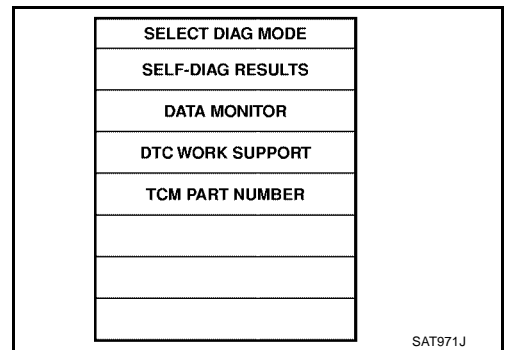 SELECT DIAG MODE
SELF-DIAG RESULTS
DATA MONITOR
DTC WORK SUPPORT
TCM PART NUMBER
SAT971J